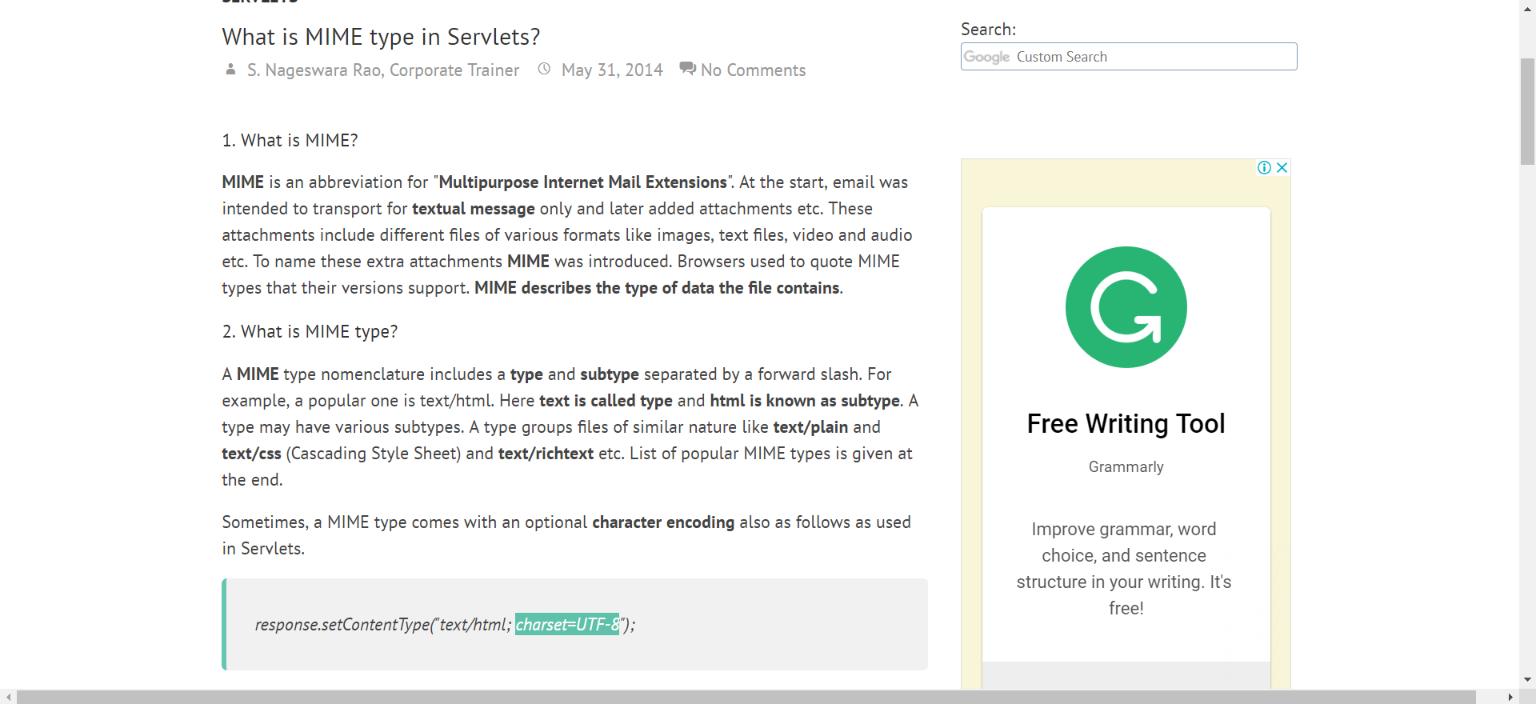 SERVLETS
What is MIME type in Servlets?
S. Nageswara Rao, Corporate Trainer May 31, 2014 No Comments
1. What is MIME?
MIME is an abbreviation for "Multipurpose Internet Mail Extensions". At the start, email was
intended to transport for textual message only and later added attachments etc. These
attachments include different files of various formats like images, text files, video and audio
etc. To name these extra attachments MIME was introduced. Browsers used to quote MIME
types that their versions support. MIME describes the type of data the file contains.
2. What is MIME type?
A MIME type nomenclature includes a type and subtype separated by a forward slash. For
example, a popular one is text/html. Here text is called type and html is known as subtype. A
type may have various subtypes. A type groups files of similar nature like text/plain and
text/css (Cascading Style Sheet) and text/richtext etc. List of popular MIME types is given at
the end.
Sometimes, a MIME type comes with an optional character encoding also as follows as used
in Servlets.
response.setContentType("text/html; charset=UTF-8");
Search:
Google Custom Search
Free Writing Tool
Grammarly
Improve grammar, word
choice, and sentence
structure in your writing. It's
free!